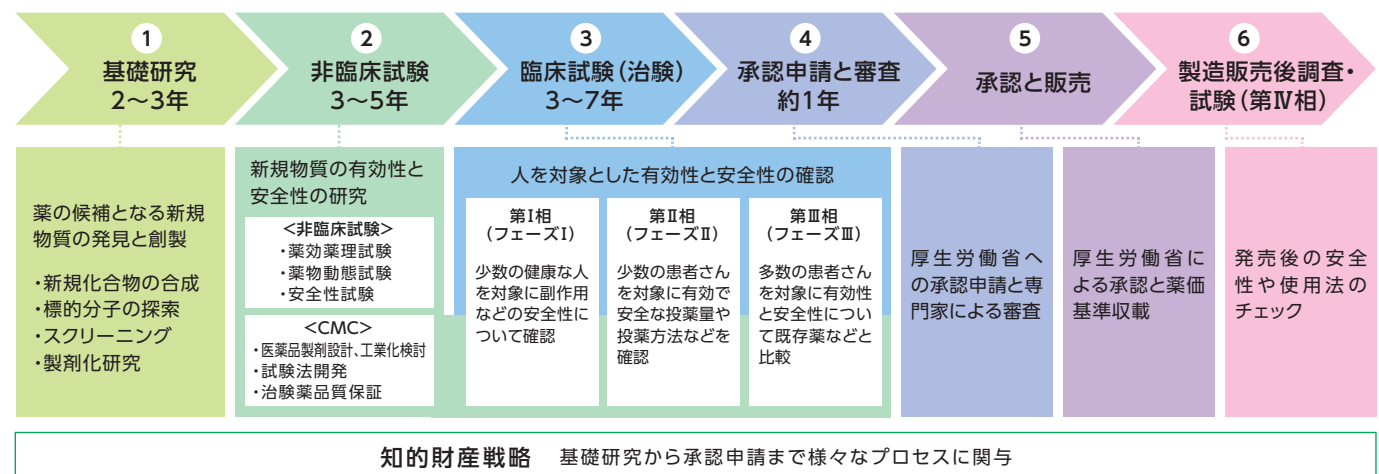 1
基礎研究
2〜3年
2
非臨床試験
3〜5年
3
臨床試験(治験)
3〜7年
4
承認申請と審査
約1年
5
承認と販売
6
製造販売後調査・
試験(第Ⅳ相)
薬の候補となる新規
物質の発見と創製
・新規化合物の合成
・標的分子の探索
・スクリーニング
・製剤化研究
新規物質の有効性と
安全性の研究
<非臨床試験>
・薬効薬理試験
・薬物動態試験
・安全性試験
<CMC>
・医薬品製剤設計、工業化検討
・試験法開発
・治験薬品質保証
人を対象とした有効性と安全性の確認
第Ⅰ相
(フェーズⅠ)
少数の健康な人
を対象に副作用
などの安全性に
ついて確認
第Ⅱ相
(フェーズⅡ)
少数の患者さん
を対象に有効で
安全な投薬量や
投薬方法などを
確認
第Ⅲ相
(フェーズⅢ)
多数の患者さん
を対象に有効性
と安全性につい
て既存薬などと
比較
厚生労働省へ
の承認申請と専
門家による審査
厚生労働省に
よる承認と薬価
基準収載
発売後の安全
性や使用法の
チェック
知的財産戦略 基礎研究から承認申請まで様々なプロセスに関与